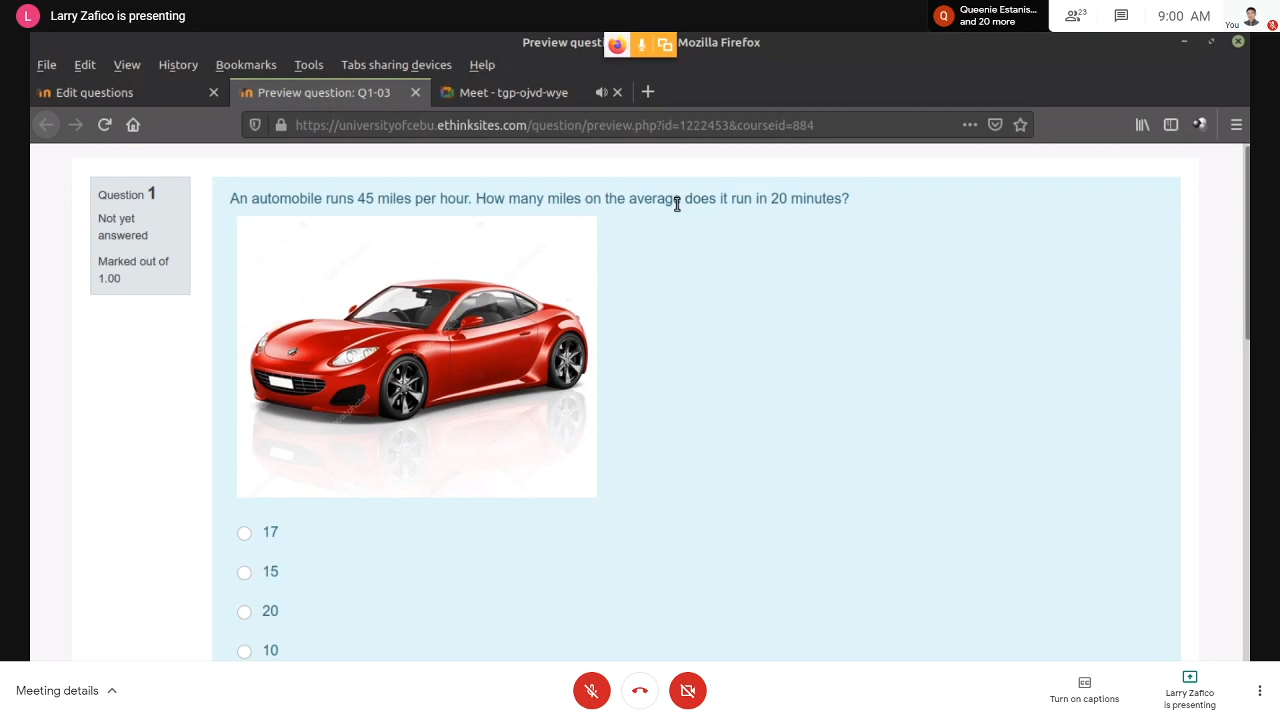 L Larry Zafico is presenting
Q Queenie Estanis...
and 20 more
23
9:00 AM
You
Preview quest
Mozilla Firefox
File Edit View History Bookmarks Tools Tabs sharing devices Help
Edit questions
Preview question: Q1-03
Meet - tgp-ojvd-wye
https://universityofcebu.ethinksites.com/question/preview.php?id=1222453&courseid=884
Question 1
Not yet
answered
Marked out of
1.00
An automobile runs 45 miles per hour. How many miles on the average does it run in 20 minutes?
17
15
20
10
Meeting details
Turn on captions
Larry Zafico
is presenting